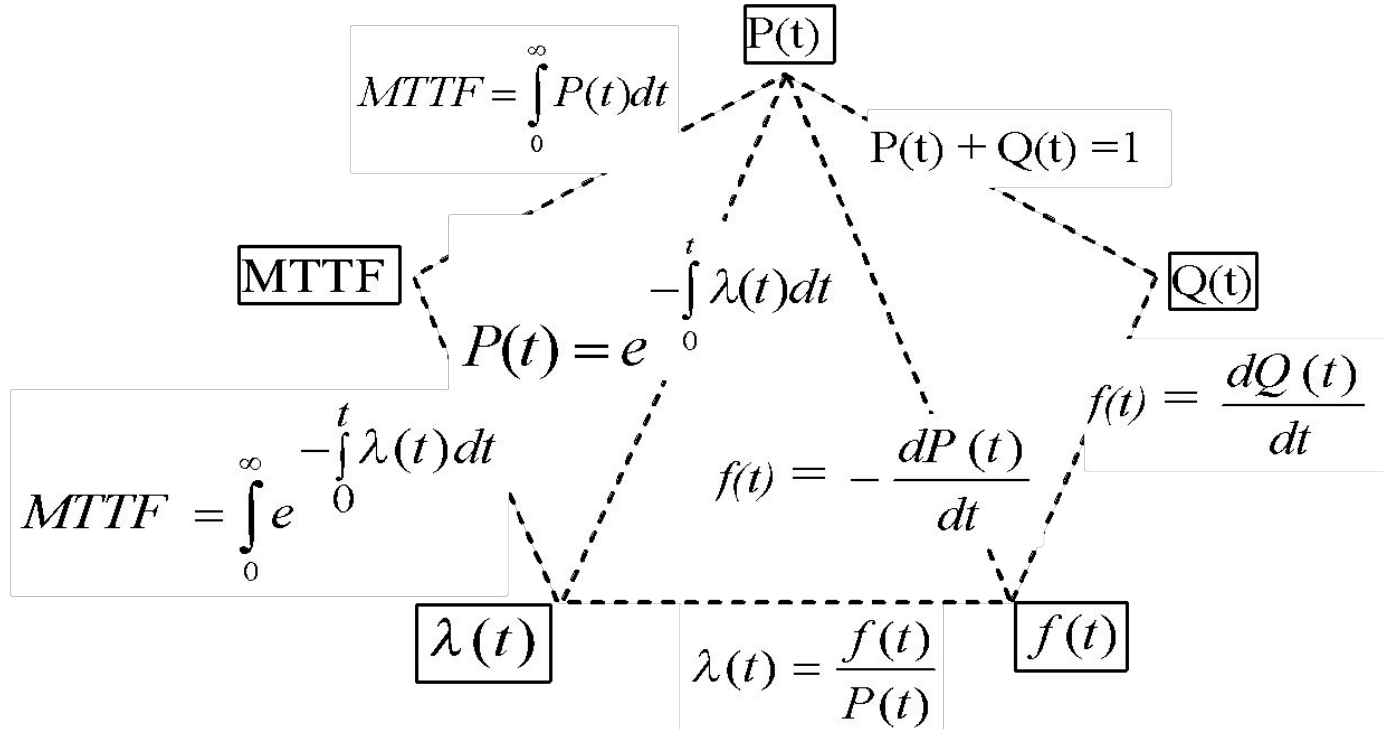 P(t)
MTTF = ∫₀^∞ P(t)dt
P(t) + Q(t) =1
MTTF
Q(t)
P(t) = e^{-∫₀^t λ(t)dt}
f(t) = dQ(t)/dt
f(t) = - dP(t)/dt
MTTF = ∫₀^∞ e^{-∫₀^t λ(t)dt}
λ(t)
f(t)
λ(t) = f(t)/P(t)